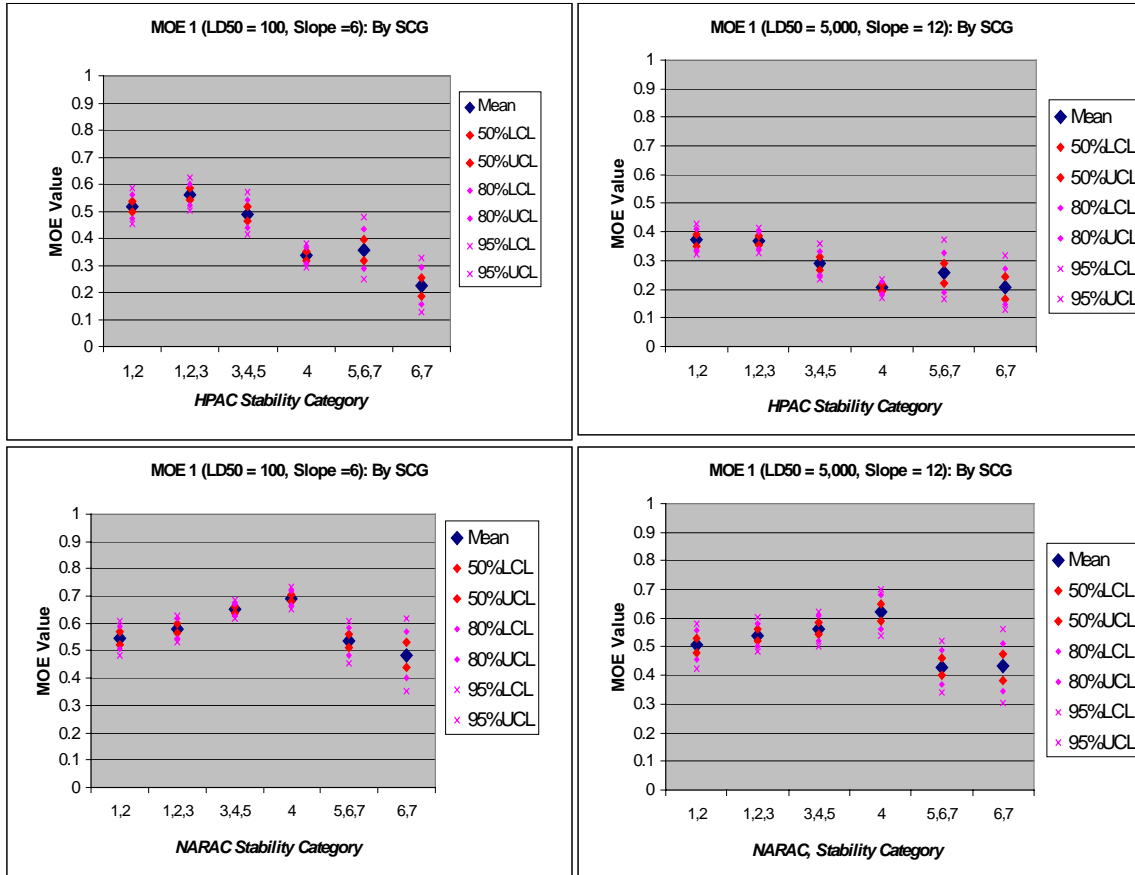 MOE 1 (LD50 = 100, Slope =6): By SCG
MOE Value
1
0.9
0.8
0.7
0.6
0.5
0.4
0.3
0.2
0.1
0
1,2 1,2,3 3,4,5 4 5,6,7 6,7
HPAC Stability Category
Mean
50%LCL
50%UCL
80%LCL
80%UCL
95%LCL
95%UCL
MOE 1 (LD50 = 5,000, Slope = 12): By SCG
MOE Value
1
0.9
0.8
0.7
0.6
0.5
0.4
0.3
0.2
0.1
0
1,2 1,2,3 3,4,5 4 5,6,7 6,7
HPAC Stability Category
Mean
50%LCL
50%UCL
80%LCL
80%UCL
95%LCL
95%UCL
MOE 1 (LD50 = 100, Slope =6): By SCG
MOE Value
1
0.9
0.8
0.7
0.6
0.5
0.4
0.3
0.2
0.1
0
1,2 1,2,3 3,4,5 4 5,6,7 6,7
NARAC Stability Category
Mean
50%LCL
50%UCL
80%LCL
80%UCL
95%LCL
95%UCL
MOE 1 (LD50 = 5,000, Slope = 12): By SCG
MOE Value
1
0.9
0.8
0.7
0.6
0.5
0.4
0.3
0.2
0.1
0
1,2 1,2,3 3,4,5 4 5,6,7 6,7
NARAC, Stability Category
Mean
50%LCL
50%UCL
80%LCL
80%UCL
95%LCL
95%UCL